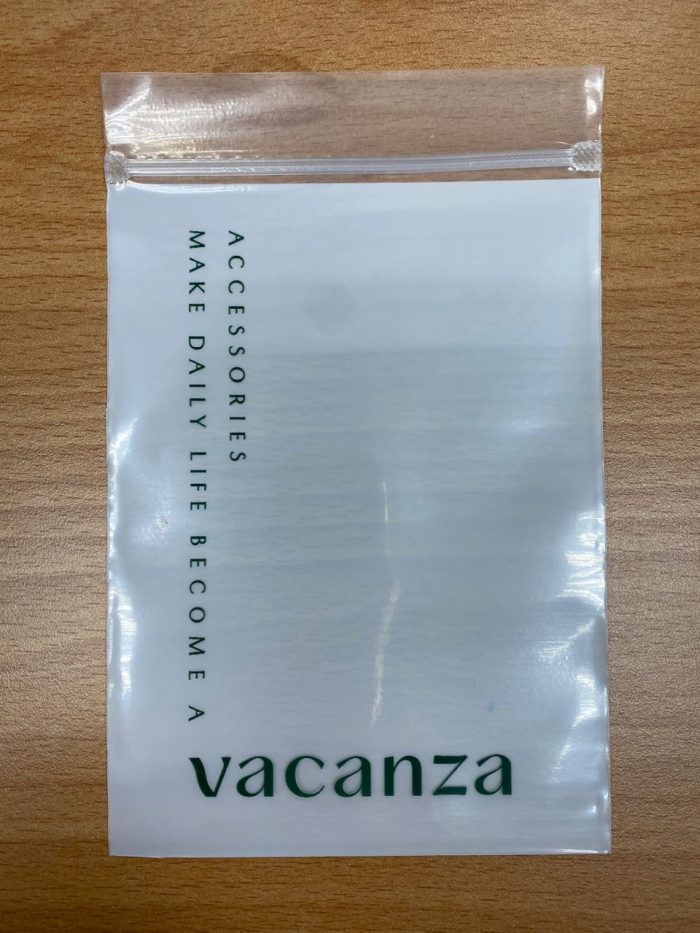 ACCESSORIES
MAKE DAILY LIFE BECOME A
vacanza